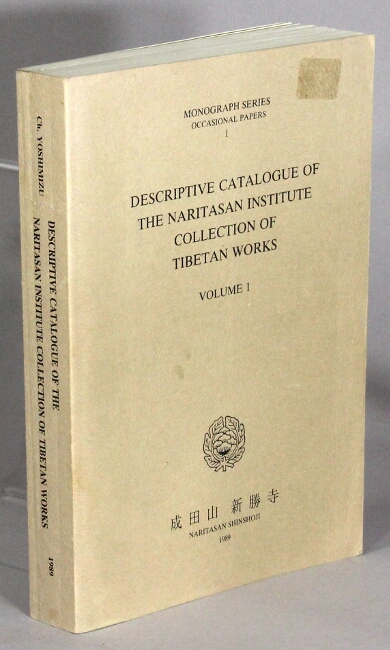 MONOGRAPH SERIES
OCCASIONAL PAPERS
1
DESCRIPTIVE CATALOGUE OF
THE NARITASAN INSTITUTE
COLLECTION OF
TIBETAN WORKS
VOLUME 1
成田山 新勝寺
NARITASAN SHINSHOJI
1989
Ch. YOSHIMIZU
DESCRIPTIVE CATALOGUE OF THE
NARITASAN INSTITUTE COLLECTION OF TIBETAN WORKS
1989